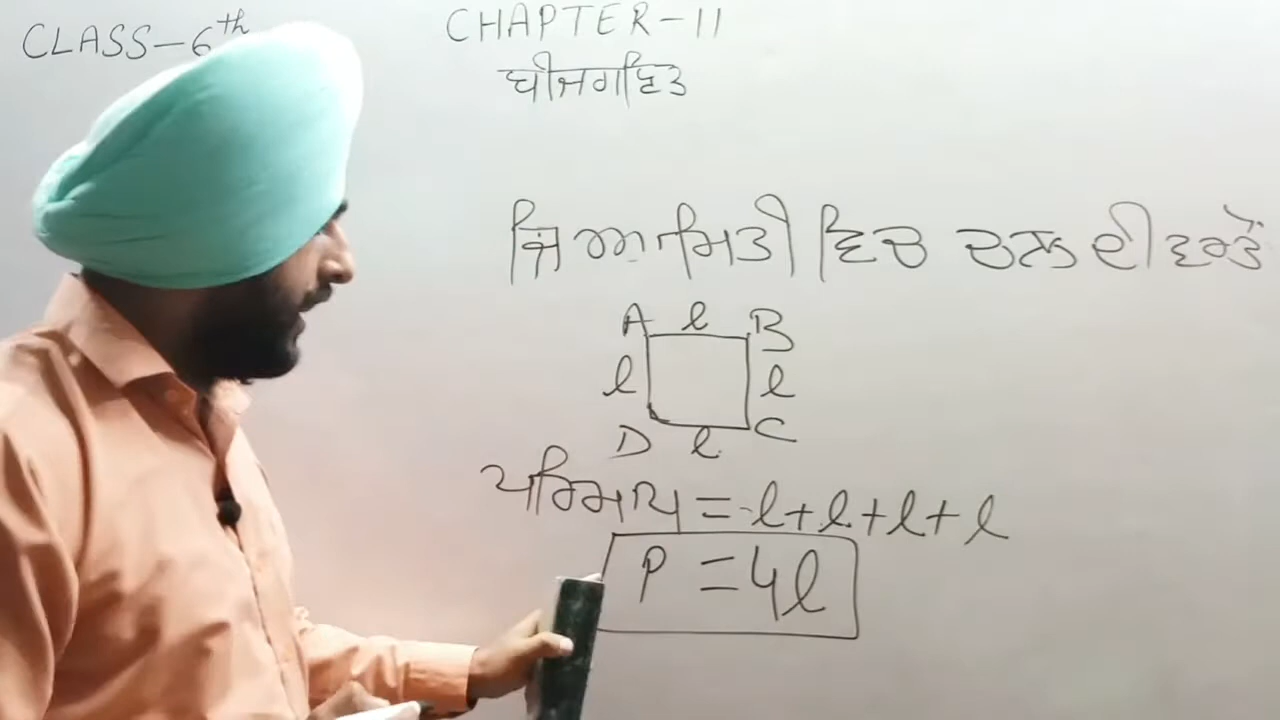 CLASS-6th
CHAPTER-11
ਬੀਜਗਣਿਤ
ਜਿਆਮਿਤੀ ਵਿਚ ਚਲ ਦੀ ਵਰਤੋਂ
A l B
l l
D l C
ਪਰਿਮਾਪ = l+l+l+l
P = 4l